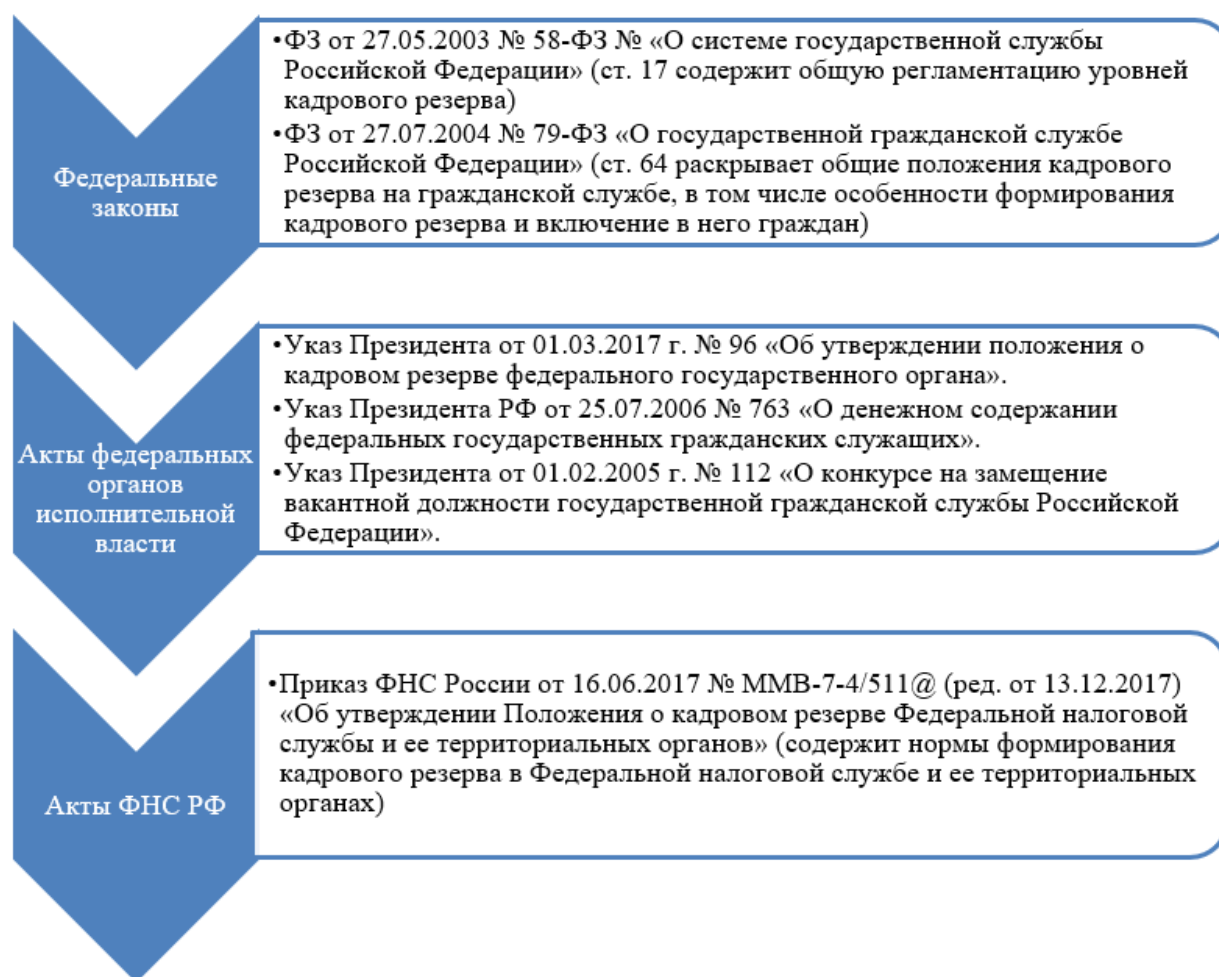 Федеральные
законы
•ФЗ от 27.05.2003 № 58-ФЗ № «О системе государственной службы
Российской Федерации» (ст. 17 содержит общую регламентацию уровней
кадрового резерва)
•ФЗ от 27.07.2004 № 79-ФЗ «О государственной гражданской службе
Российской Федерации» (ст. 64 раскрывает общие положения кадрового
резерва на гражданской службе, в том числе особенности формирования
кадрового резерва и включение в него граждан)
Акты федеральных
органов
исполнительной
власти
•Указ Президента от 01.03.2017 г. № 96 «Об утверждении положения о
кадровом резерве федерального государственного органа».
•Указ Президента РФ от 25.07.2006 № 763 «О денежном содержании
федеральных государственных гражданских служащих».
•Указ Президента от 01.02.2005 г. № 112 «О конкурсе на замещение
вакантной должности государственной гражданской службы Российской
Федерации».
Акты ФНС РФ
•Приказ ФНС России от 16.06.2017 № ММВ-7-4/511@ (ред. от 13.12.2017)
«Об утверждении Положения о кадровом резерве Федеральной налоговой
службы и ее территориальных органов» (содержит нормы формирования
кадрового резерва в Федеральной налоговой службе и ее территориальных
органах)